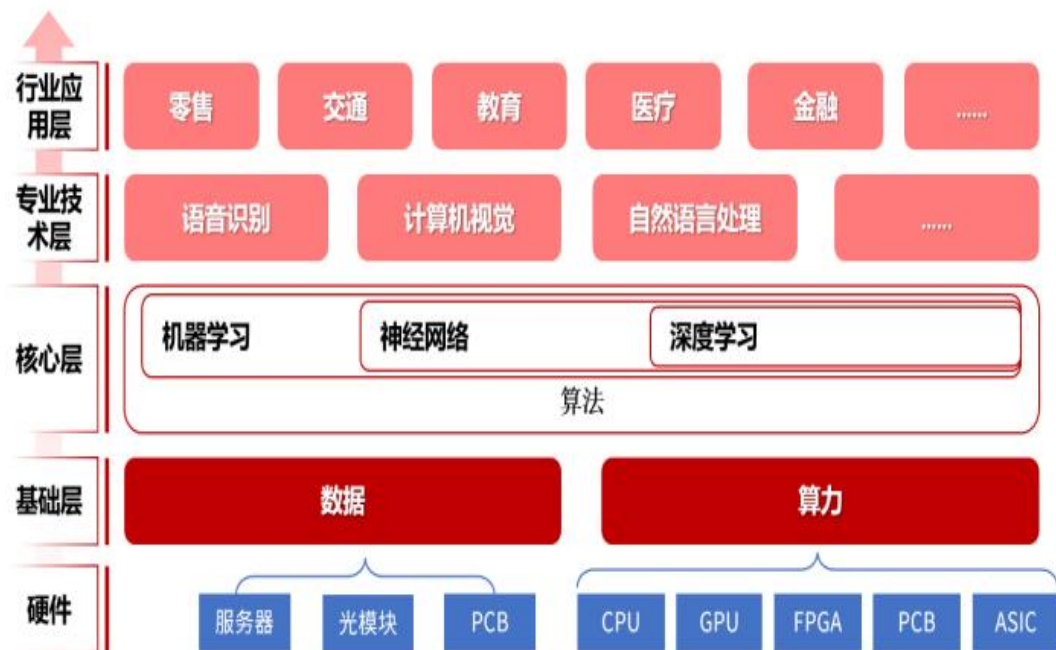 行业应
用层
零售
交通
教育
医疗
金融
......
专业技
术层
语音识别
计算机视觉
自然语言处理
......
核心层
机器学习
神经网络
深度学习
算法
基础层
数据
算力
硬件
服务器
光模块
PCB
CPU
GPU
FPGA
PCB
ASIC